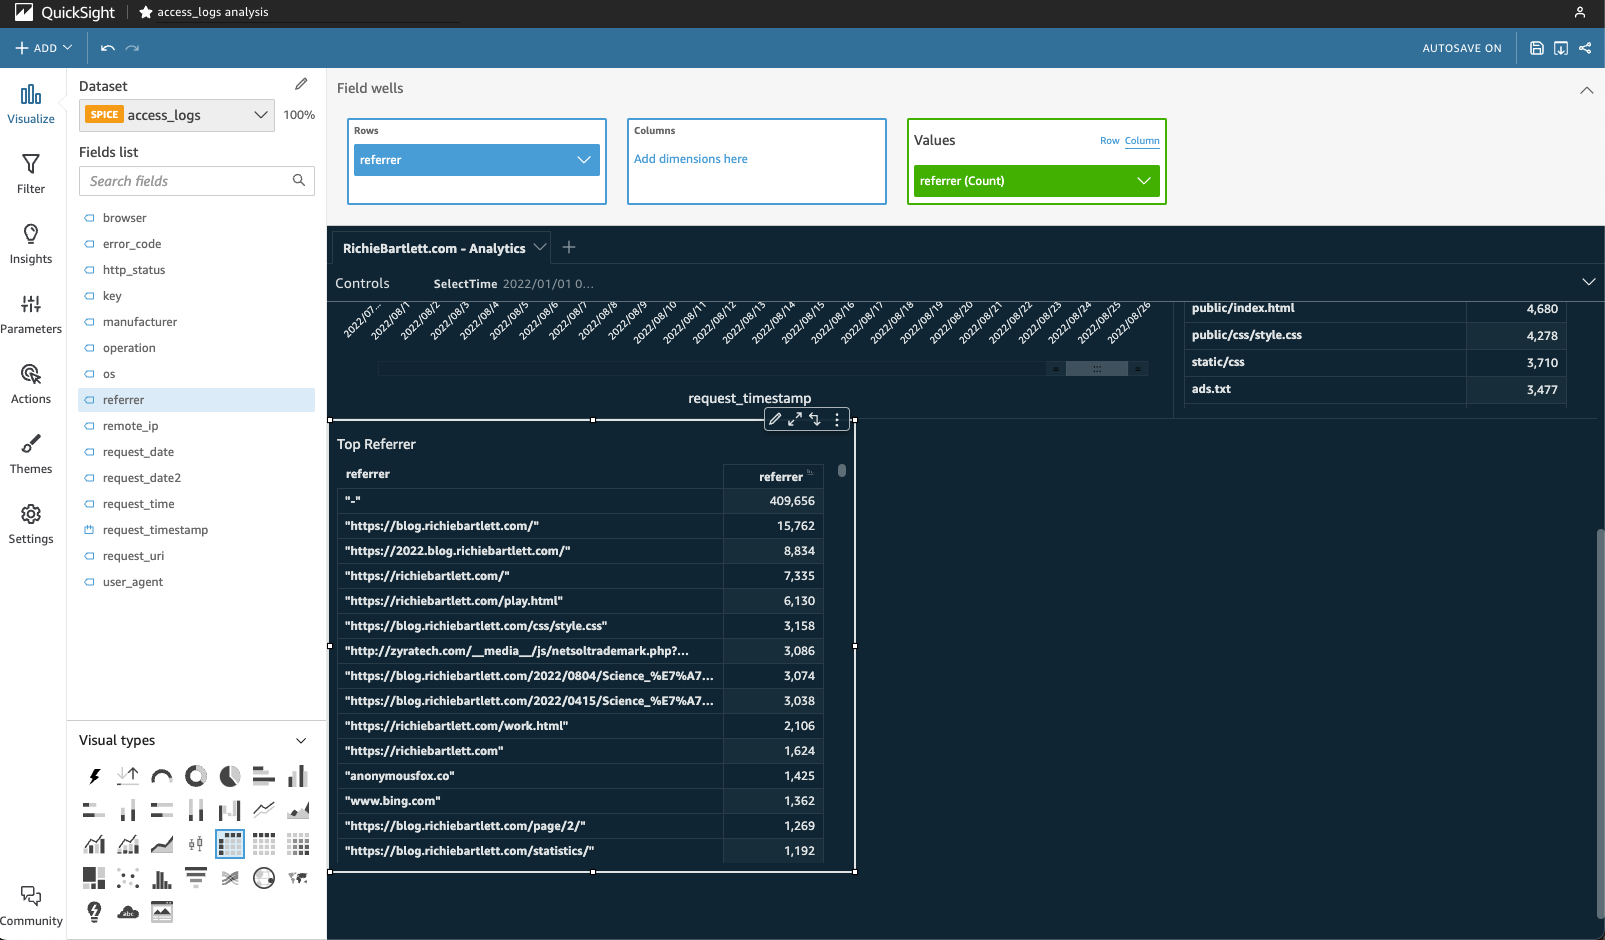 QuickSight
access_logs analysis
ADD
AUTOSAVE ON
Visualize
Filter
Insights
Parameters
Actions
Themes
Settings
Community
Dataset
SPICE access_logs
100%
Fields list
Search fields
browser
error_code
http_status
key
manufacturer
operation
os
referrer
remote_ip
request_date
request_date2
request_time
request_timestamp
request_uri
user_agent
Visual types
abc
Field wells
Rows
referrer
Columns
Add dimensions here
Values
Row Column
referrer (Count)
RichieBartlett.com - Analytics
Controls
SelectTime 2022/01/01 0...
2022/07... 2022/08/1 2022/08/2 2022/08/3 2022/08/4 2022/08/5 2022/08/6 2022/08/7 2022/08/8 2022/08/9 2022/08/10 2022/08/11 2022/08/12 2022/08/13 2022/08/14 2022/08/15 2022/08/16 2022/08/17 2022/08/18 2022/08/19 2022/08/20 2022/08/21 2022/08/22 2022/08/23 2022/08/24 2022/08/25 2022/08/26
request_timestamp
public/index.html 4,680
public/css/style.css 4,278
static/css 3,710
ads.txt 3,477
Top Referrer
referrer referrer
"-" 409,656
"https://blog.richiebartlett.com/" 15,762
"https://2022.blog.richiebartlett.com/" 8,834
"https://richiebartlett.com/" 7,335
"https://richiebartlett.com/play.html" 6,130
"https://blog.richiebartlett.com/css/style.css" 3,158
"http://zyratech.com/__media__/js/netsoltrademark.php?... 3,086
"https://blog.richiebartlett.com/2022/0804/Science_%E7%A7... 3,074
"https://blog.richiebartlett.com/2022/0415/Science_%E7%A7... 3,038
"https://richiebartlett.com/work.html" 2,106
"https://richiebartlett.com" 1,624
"anonymousfox.co" 1,425
"www.bing.com" 1,362
"https://blog.richiebartlett.com/page/2/" 1,269
"https://blog.richiebartlett.com/statistics/" 1,192